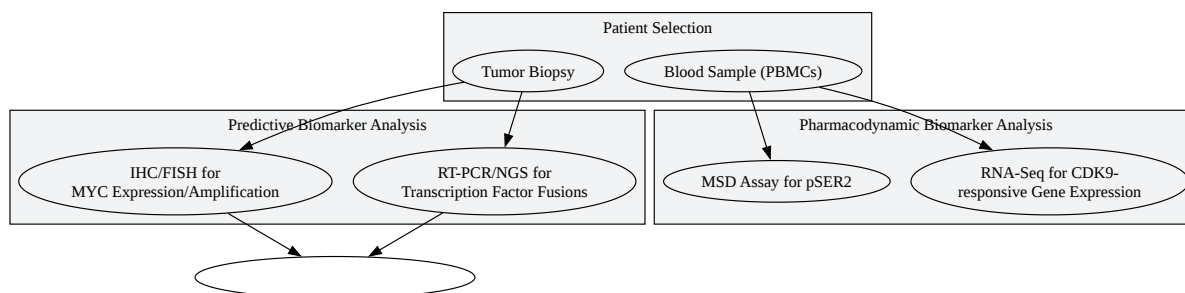 Patient Selection
Tumor Biopsy
Blood Sample (PBMCs)
Predictive Biomarker Analysis
Pharmacodynamic Biomarker Analysis
IHC/FISH for
MYC Expression/Amplification
RT-PCR/NGS for
Transcription Factor Fusions
MSD Assay for pSER2
RNA-Seq for CDK9-
responsive Gene Expression